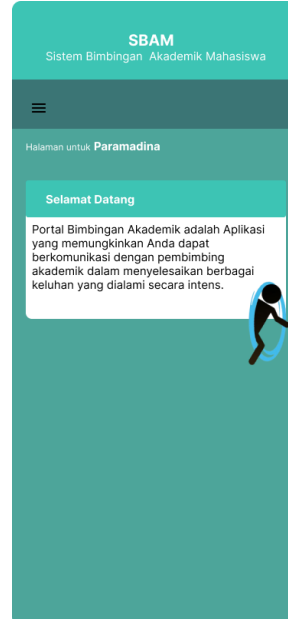 SBAM
Sistem Bimbingan Akademik Mahasiswa
Halaman untuk Paramadina
Selamat Datang
Portal Bimbingan Akademik adalah Aplikasi
yang memungkinkan Anda dapat
berkomunikasi dengan pembimbing
akademik dalam menyelesaikan berbagai
keluhan yang dialami secara intens.